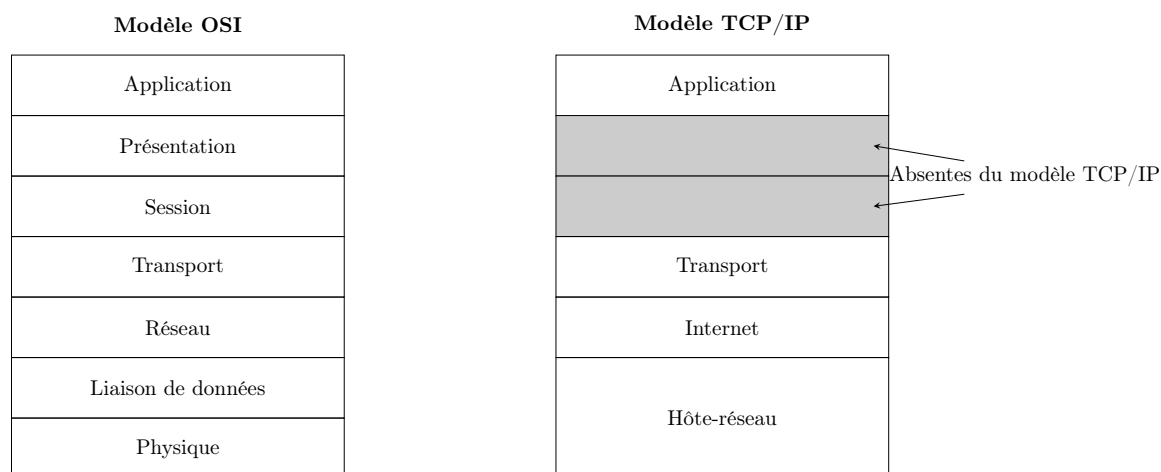 Modèle OSI
Application
Présentation
Session
Transport
Réseau
Liaison de données
Physique
Modèle TCP/IP
Application
Absentes du modèle TCP/IP
Transport
Internet
Hôte-réseau